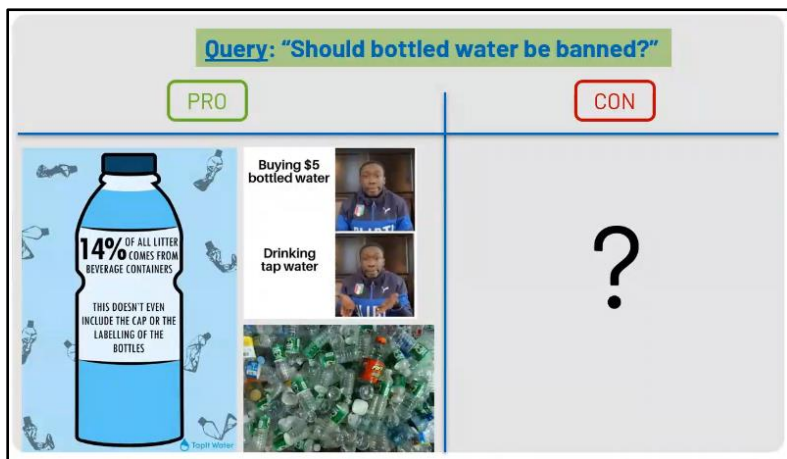 Query: “Should bottled water be banned?”
PRO
CON
14% OF ALL LITTER
COMES FROM
BEVERAGE CONTAINERS
THIS DOESN'T EVEN
INCLUDE THE CAP OR THE
LABELLING OF THE
BOTTLES
TapIt Water
Buying $5
bottled water
Drinking
tap water
?